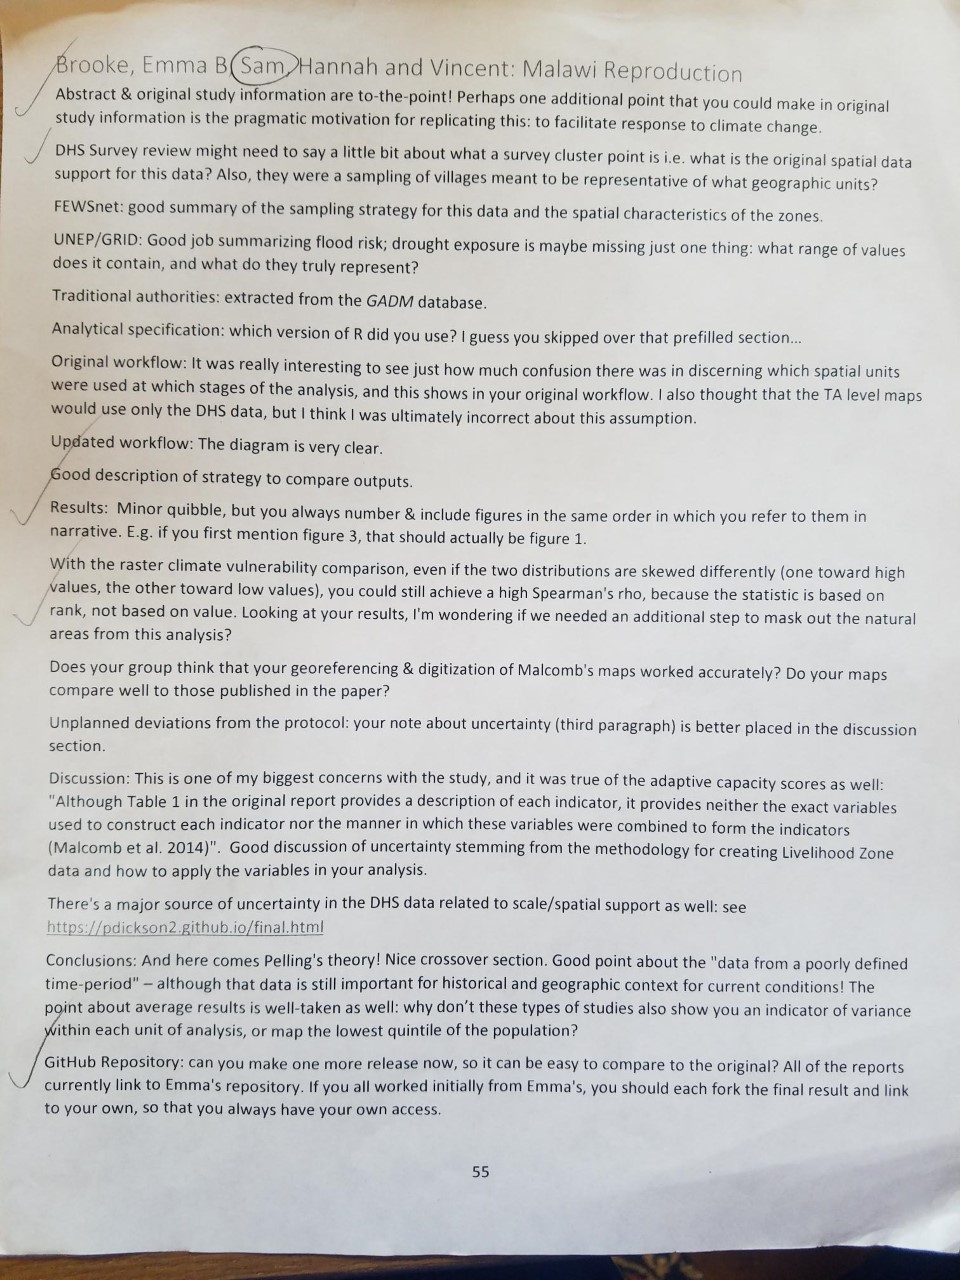 Brooke, Emma B, Sam, Hannah and Vincent: Malawi Reproduction
Abstract & original study information are to-the-point! Perhaps one additional point that you could make in original
study information is the pragmatic motivation for replicating this: to facilitate response to climate change.
DHS Survey review might need to say a little bit about what a survey cluster point is i.e. what is the original spatial data
support for this data? Also, they were a sampling of villages meant to be representative of what geographic units?
FEWSnet: good summary of the sampling strategy for this data and the spatial characteristics of the zones.
UNEP/GRID: Good job summarizing flood risk; drought exposure is maybe missing just one thing: what range of values
does it contain, and what do they truly represent?
Traditional authorities: extracted from the GADM database.
Analytical specification: which version of R did you use? I guess you skipped over that prefilled section...
Original workflow: It was really interesting to see just how much confusion there was in discerning which spatial units
were used at which stages of the analysis, and this shows in your original workflow. I also thought that the TA level maps
would use only the DHS data, but I think I was ultimately incorrect about this assumption.
Updated workflow: The diagram is very clear.
Good description of strategy to compare outputs.
Results:  Minor quibble, but you always number & include figures in the same order in which you refer to them in
narrative. E.g. if you first mention figure 3, that should actually be figure 1.
With the raster climate vulnerability comparison, even if the two distributions are skewed differently (one toward high
values, the other toward low values), you could still achieve a high Spearman's rho, because the statistic is based on
rank, not based on value. Looking at your results, I'm wondering if we needed an additional step to mask out the natural
areas from this analysis?
Does your group think that your georeferencing & digitization of Malcomb's maps worked accurately? Do your maps
compare well to those published in the paper?
Unplanned deviations from the protocol: your note about uncertainty (third paragraph) is better placed in the discussion
section.
Discussion: This is one of my biggest concerns with the study, and it was true of the adaptive capacity scores as well:
"Although Table 1 in the original report provides a description of each indicator, it provides neither the exact variables
used to construct each indicator nor the manner in which these variables were combined to form the indicators
(Malcomb et al. 2014)".  Good discussion of uncertainty stemming from the methodology for creating Livelihood Zone
data and how to apply the variables in your analysis.
There's a major source of uncertainty in the DHS data related to scale/spatial support as well: see
https://pdickson2.github.io/final.html
Conclusions: And here comes Pelling's theory! Nice crossover section. Good point about the "data from a poorly defined
time-period" – although that data is still important for historical and geographic context for current conditions! The
point about average results is well-taken as well: why don't these types of studies also show you an indicator of variance
within each unit of analysis, or map the lowest quintile of the population?
GitHub Repository: can you make one more release now, so it can be easy to compare to the original? All of the reports
currently link to Emma's repository. If you all worked initially from Emma's, you should each fork the final result and link
to your own, so that you always have your own access.
55